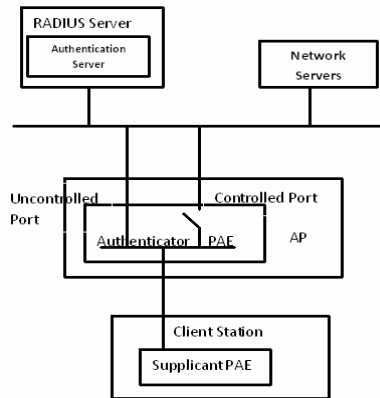 RADIUS Server
Authentication
Server
Network
Servers
Uncontrolled
Port
Controlled Port
Authenticator PAE
AP
Client Station
Supplicant PAE